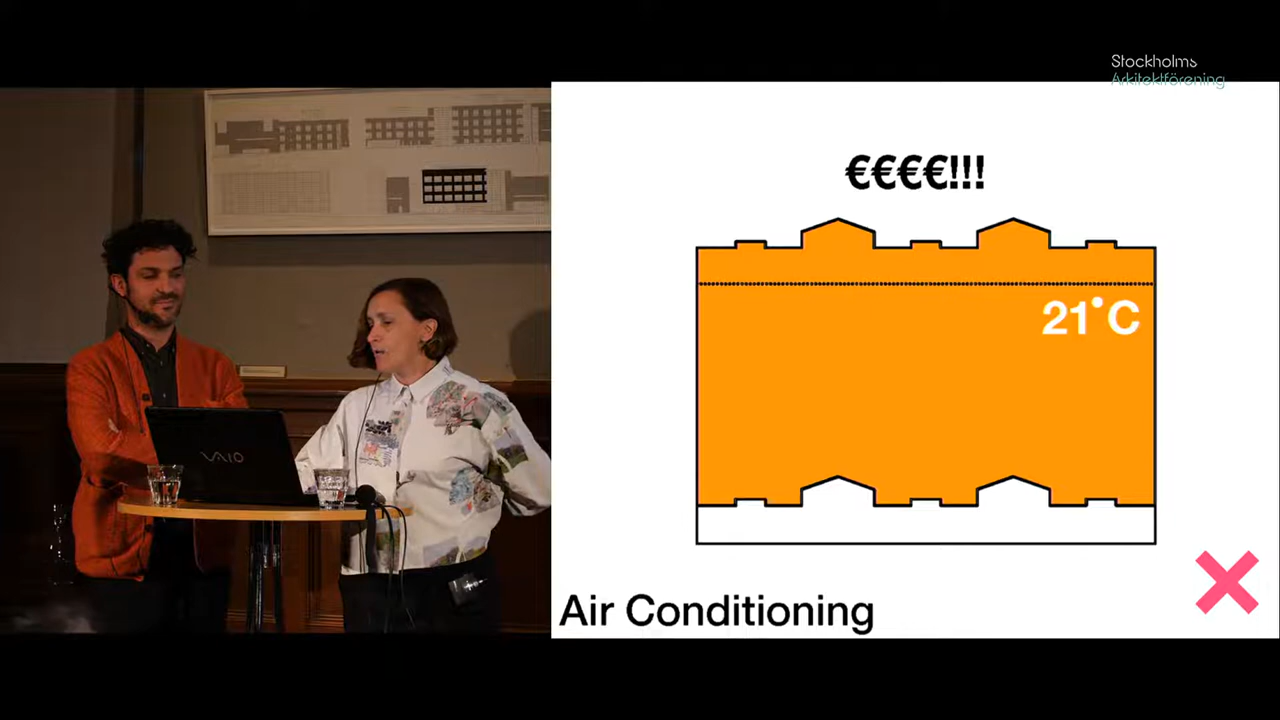 Stockholms
Arkitektförening
€€€€!!!
21°C
VAIO
Air Conditioning